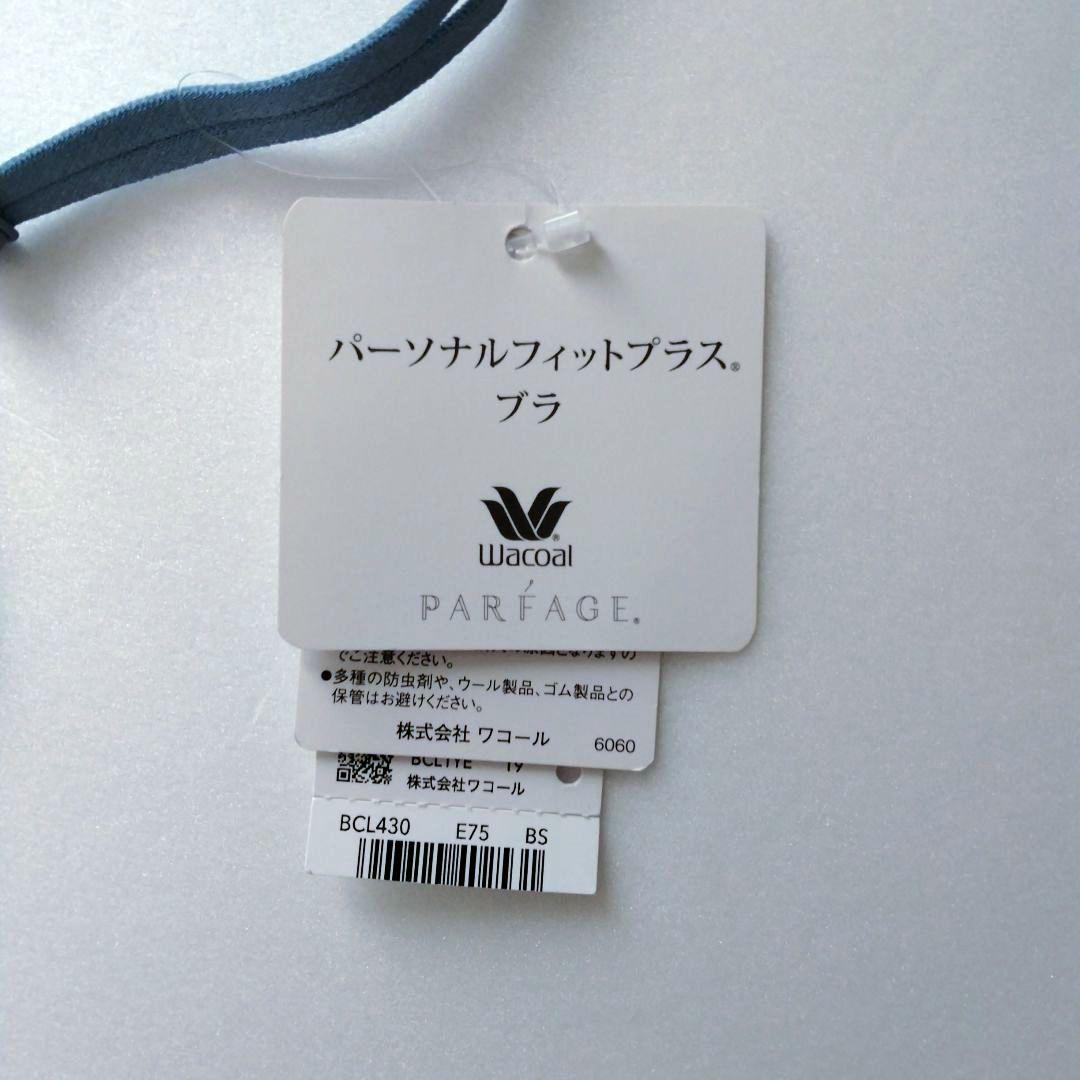 パーソナルフィットプラス®
ブラ
Wacoal®
PARFAGE®
でご注意ください。
●多種の防虫剤や、ウール製品、ゴム製品との
保管はお避けください。
株式会社 ワコール 6060
BCL1YE 19
株式会社ワコール
BCL430 E75 BS